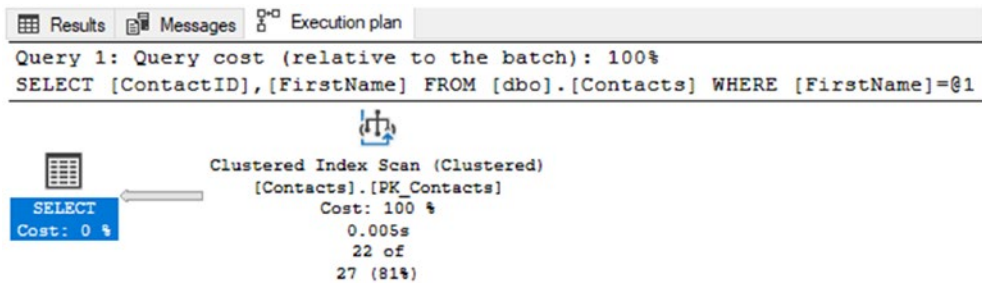 Results Messages Execution plan
Query 1: Query cost (relative to the batch): 100%
SELECT [ContactID],[FirstName] FROM [dbo].[Contacts] WHERE [FirstName]=@1
Clustered Index Scan (Clustered)
[Contacts].[PK_Contacts]
Cost: 100 %
0.005s
22 of
27 (81%)
SELECT
Cost: 0 %